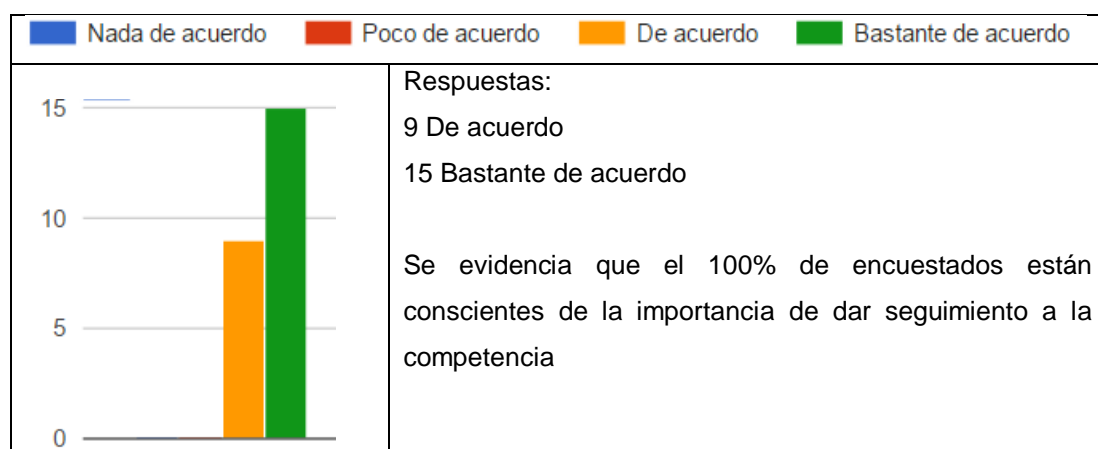 Nada de acuerdo Poco de acuerdo De acuerdo Bastante de acuerdo
15
10
5
0
Respuestas:
9 De acuerdo
15 Bastante de acuerdo
Se evidencia que el 100% de encuestados están
conscientes de la importancia de dar seguimiento a la
competencia